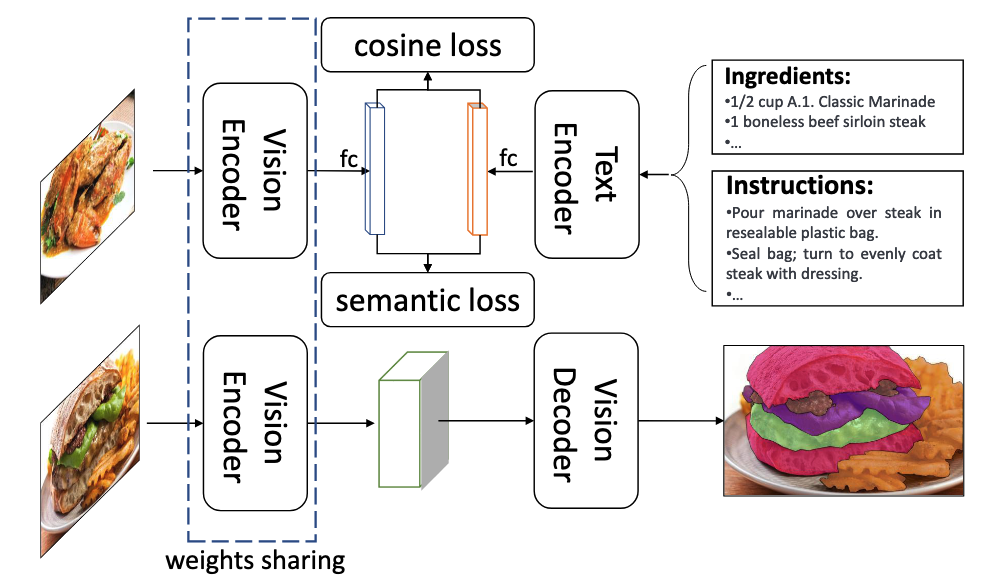 cosine loss
Vision
Encoder
fc
fc
Text
Encoder
Ingredients:
•1/2 cup A.1. Classic Marinade
•1 boneless beef sirloin steak
•...
Instructions:
•Pour marinade over steak in
resealable plastic bag.
•Seal bag; turn to evenly coat
steak with dressing.
•...
semantic loss
Vision
Encoder
Vision
Decoder
weights sharing